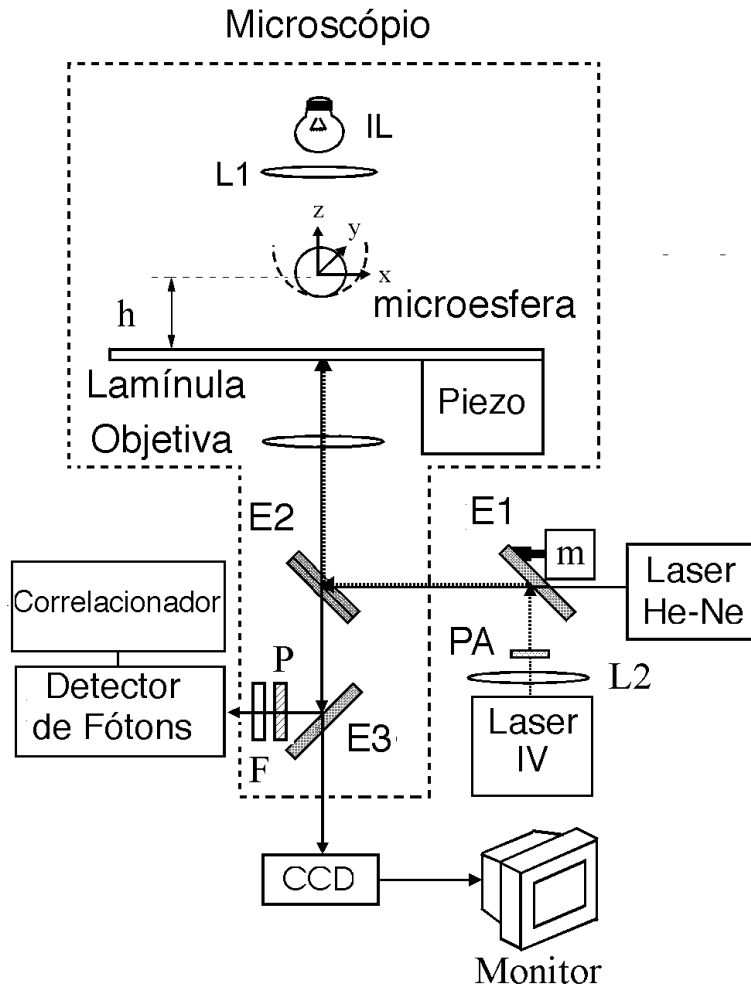 Microscópio
IL
L1
z
y
x
h
microesfera
Lamínula
Piezo
Objetiva
E2
E1
m
Laser
He-Ne
Correlacionador
PA
P
L2
Detector
de Fótons
Laser
IV
F
E3
CCD
Monitor